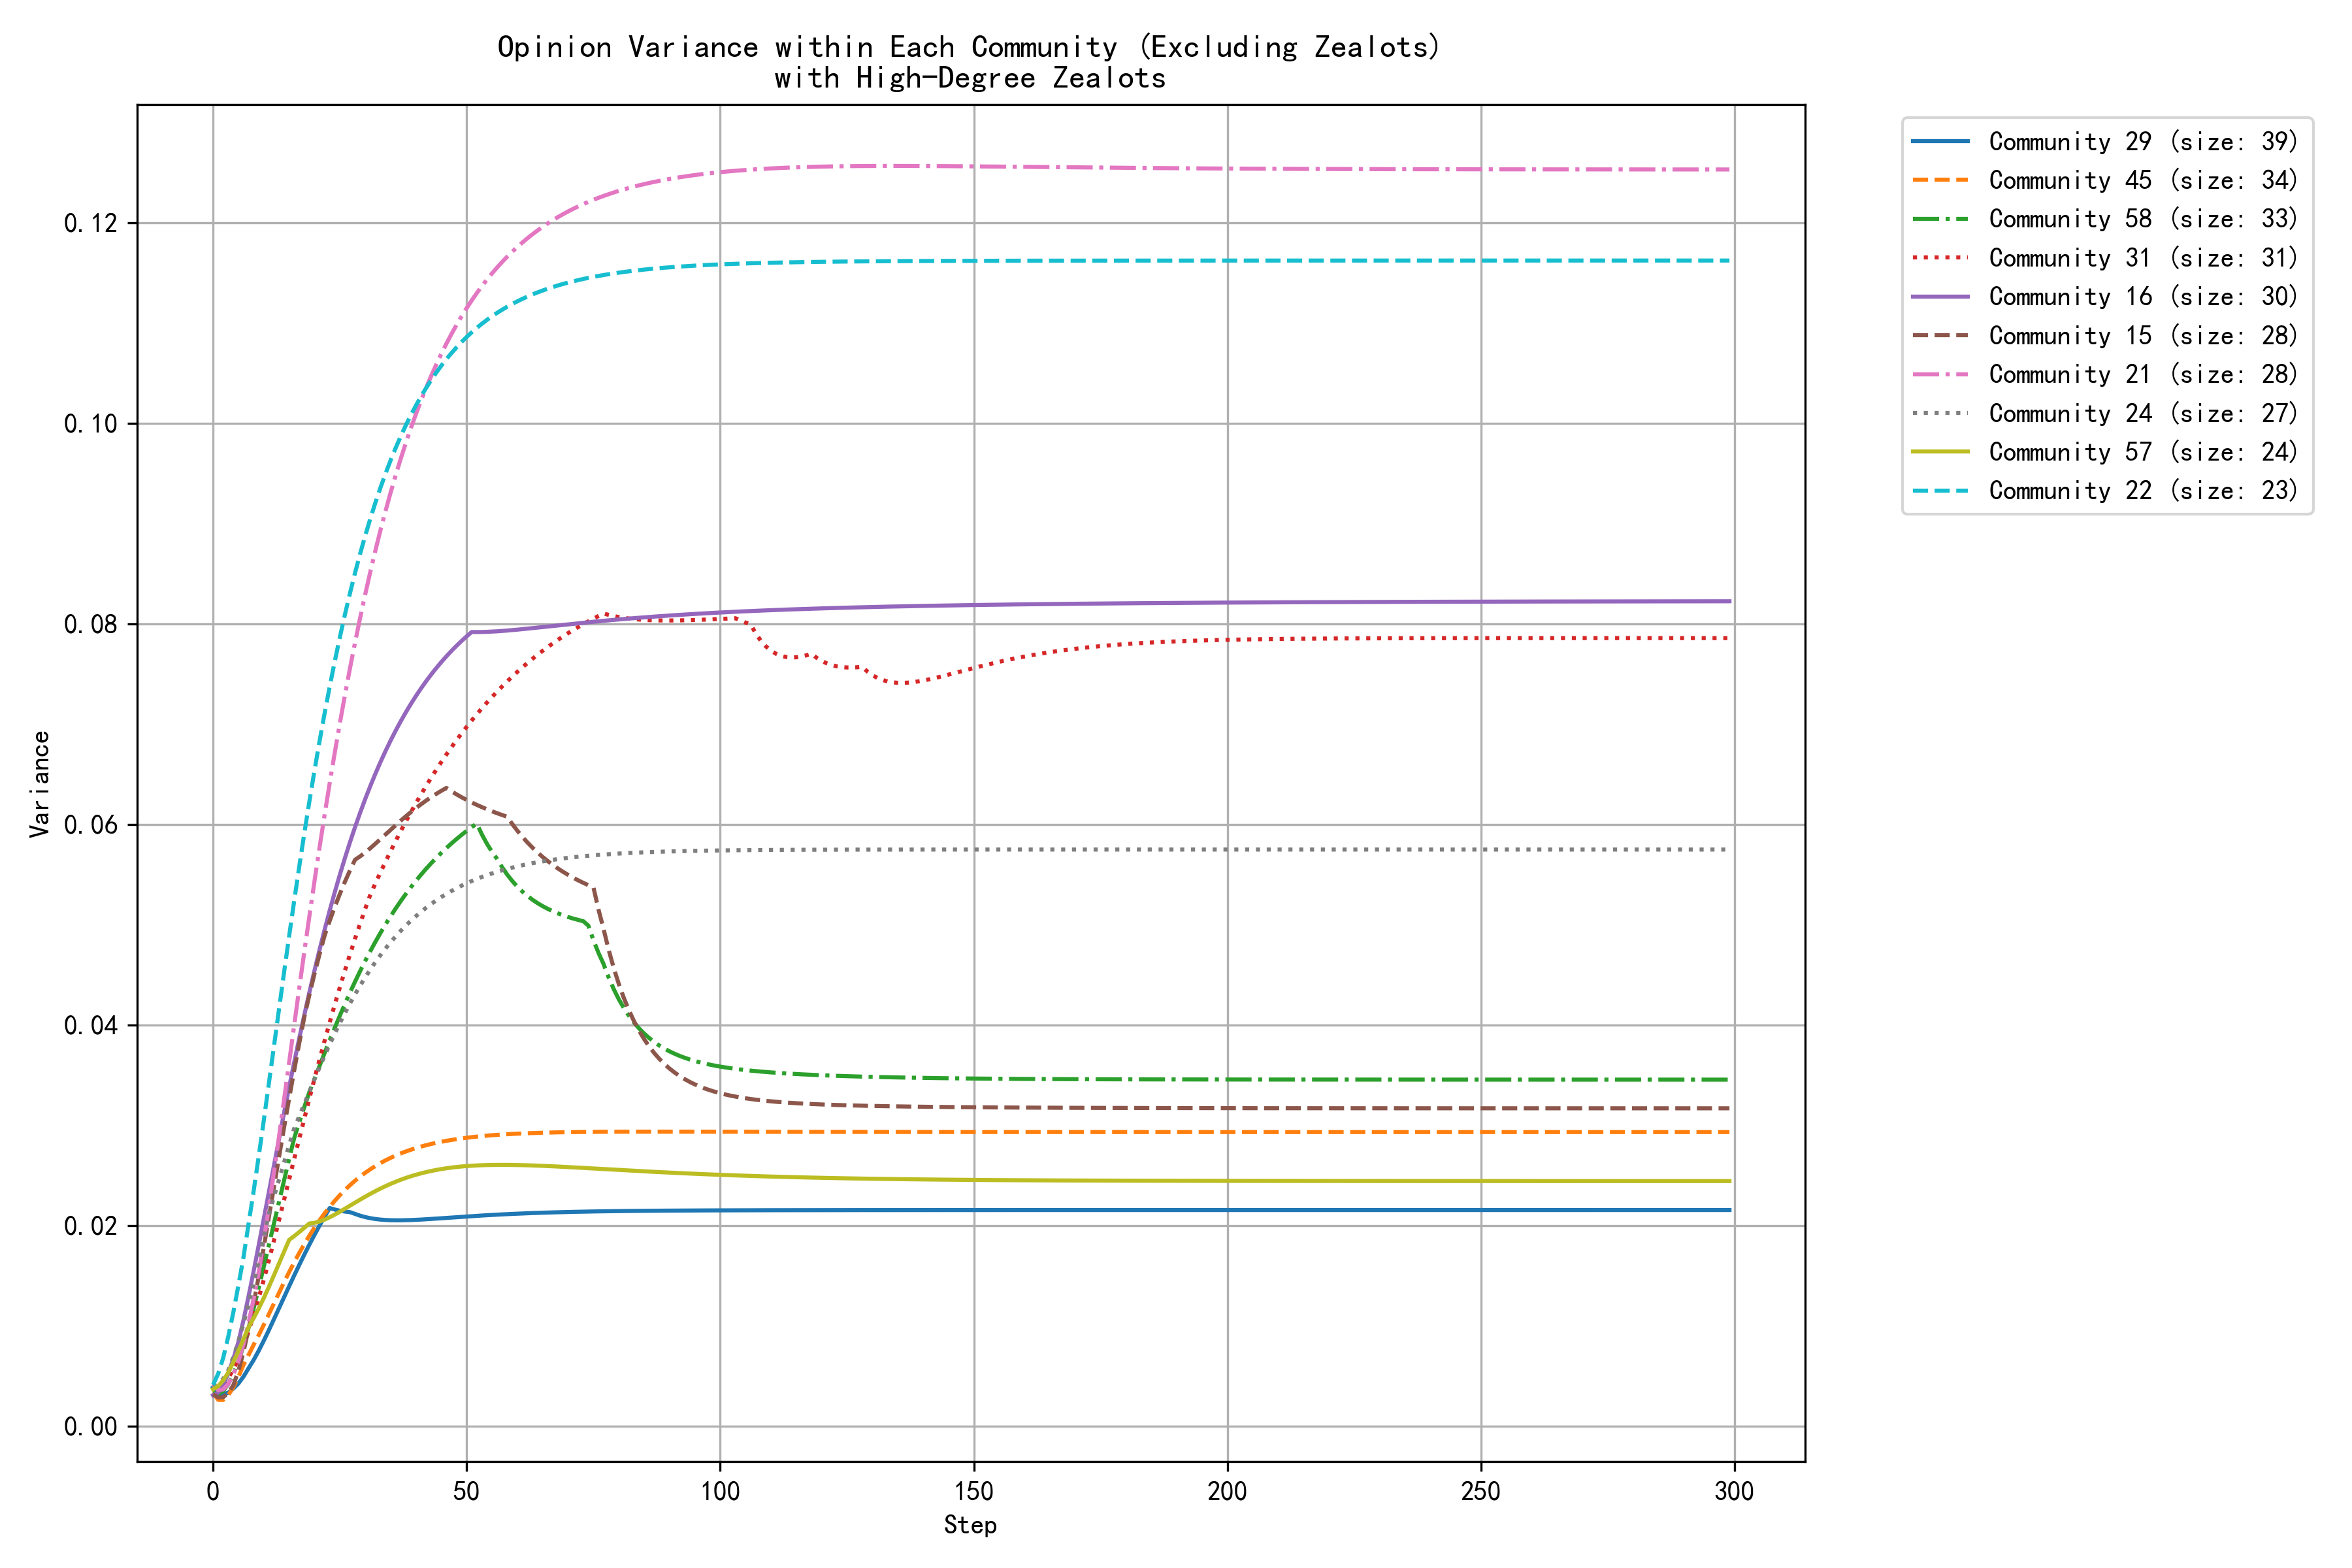 Opinion Variance within Each Community (Excluding Zealots)
with High-Degree Zealots
Variance
0.12
0.10
0.08
0.06
0.04
0.02
0.00
0
50
100
150
200
250
300
Step
Community 29 (size: 39)
Community 45 (size: 34)
Community 58 (size: 33)
Community 31 (size: 31)
Community 16 (size: 30)
Community 15 (size: 28)
Community 21 (size: 28)
Community 24 (size: 27)
Community 57 (size: 24)
Community 22 (size: 23)